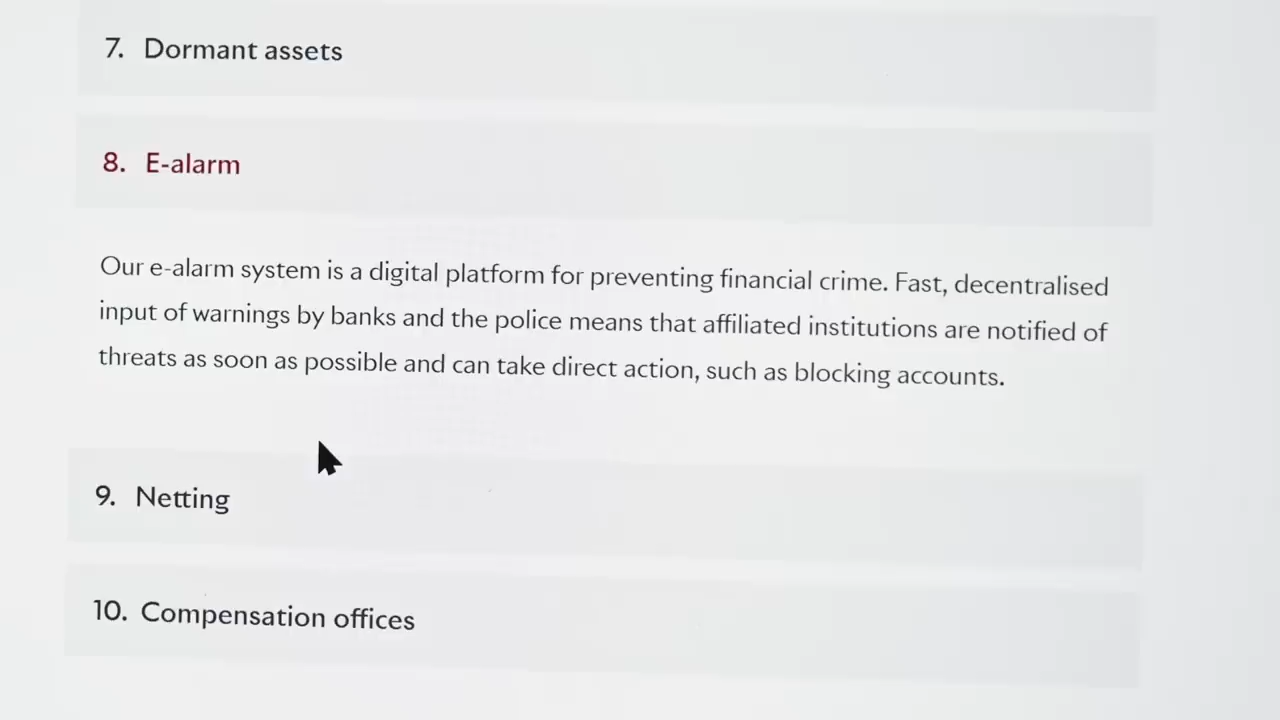 7. Dormant assets
8. E-alarm
Our e-alarm system is a digital platform for preventing financial crime. Fast, decentralised
input of warnings by banks and the police means that affiliated institutions are notified of
threats as soon as possible and can take direct action, such as blocking accounts.
9. Netting
10. Compensation offices